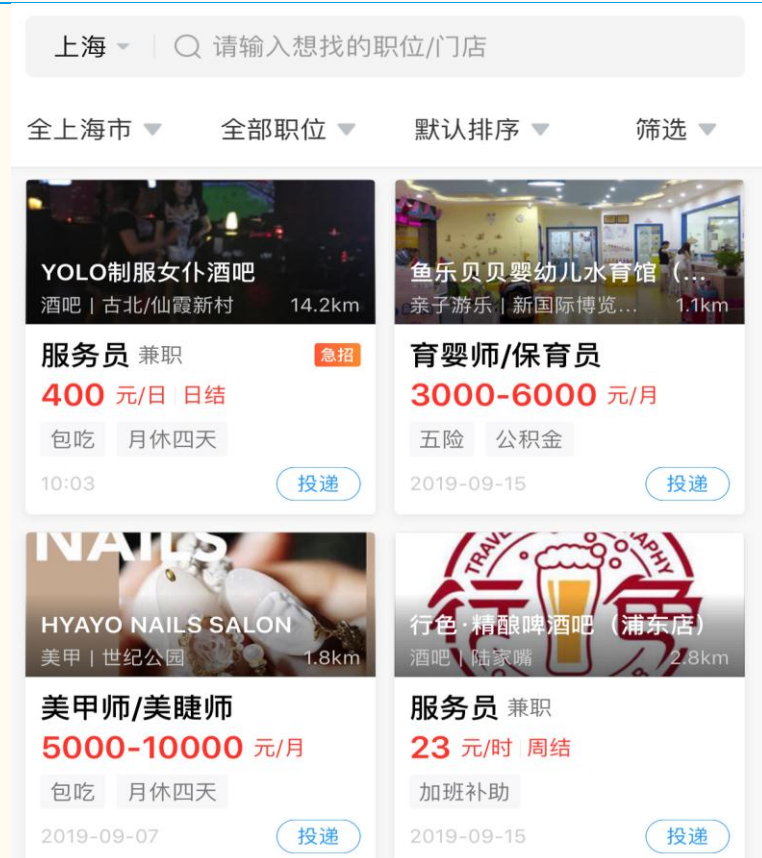 上海
请输入想找的职位/门店
全上海市 全部职位 默认排序 筛选
YOLO制服女仆酒吧
酒吧 | 古北/仙霞新村 14.2km
服务员 兼职 急招
400 元/日 日结
包吃 月休四天
10:03 投递
鱼乐贝贝婴幼儿水育馆（...
亲子游乐 | 新国际博览... 1.1km
育婴师/保育员
3000-6000 元/月
五险 公积金
2019-09-15 投递
NAILS
HYAYO NAILS SALON
美甲 | 世纪公园 1.8km
美甲师/美睫师
5000-10000 元/月
包吃 月休四天
2019-09-07 投递
行色
行色·精酿啤酒吧（浦东店）
酒吧 | 陆家嘴 2.8km
服务员 兼职
23 元/时 周结
加班补助
2019-09-15 投递